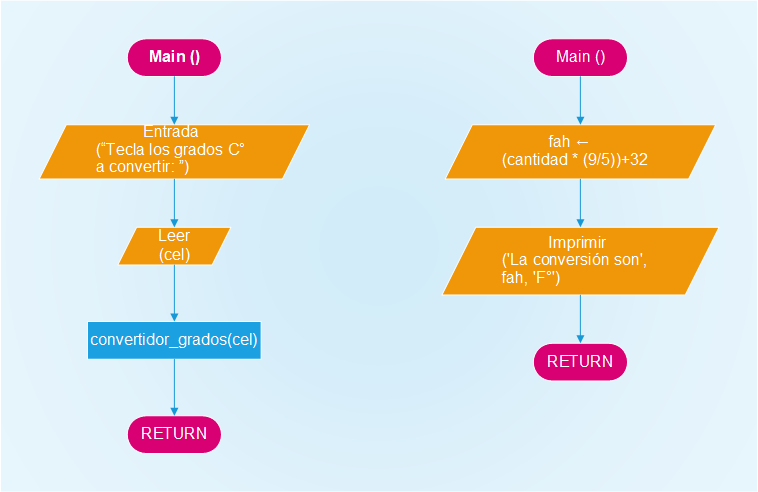 Main ()
Entrada
(“Tecla los grados C°
a convertir: ”)
Leer
(cel)
convertidor_grados(cel)
RETURN
Main ()
fah ←
(cantidad * (9/5))+32
Imprimir
('La conversión son',
fah, 'F°')
RETURN